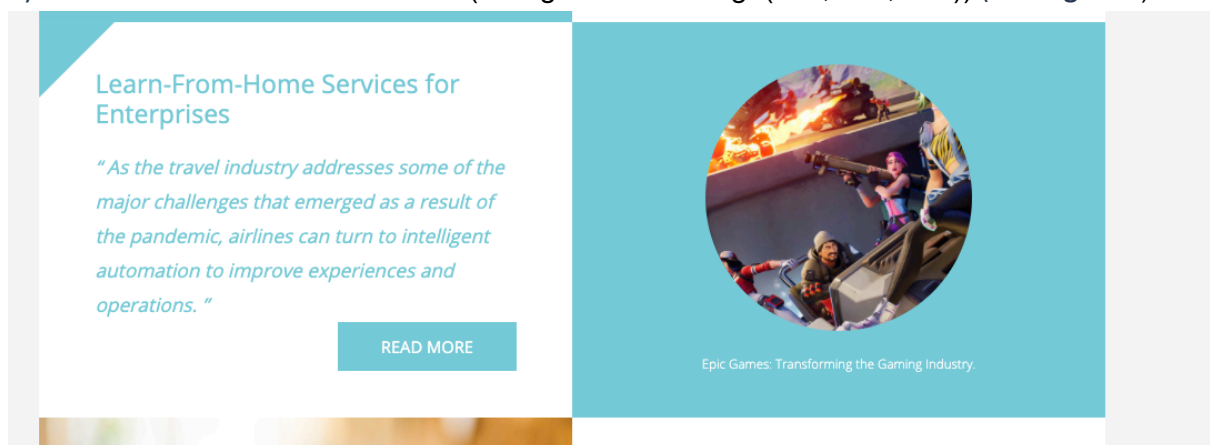 Learn-From-Home Services for
Enterprises
“ As the travel industry addresses some of the
major challenges that emerged as a result of
the pandemic, airlines can turn to intelligent
automation to improve experiences and
operations. ”
READ MORE
Epic Games: Transforming the Gaming Industry.